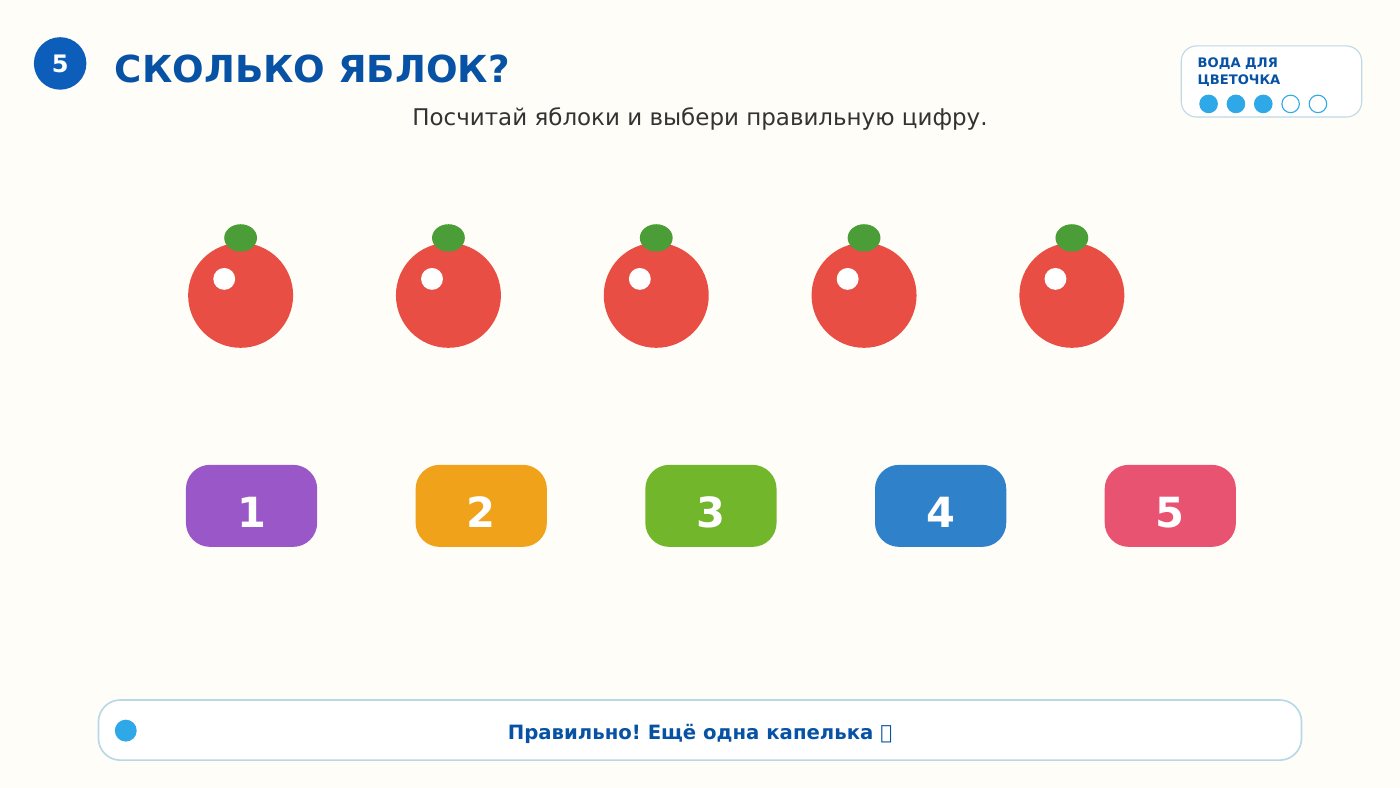 5
СКОЛЬКО ЯБЛОК?
ВОДА ДЛЯ
ЦВЕТОЧКА
Посчитай яблоки и выбери правильную цифру.
1 2 3 4 5
Правильно! Ещё одна капелька